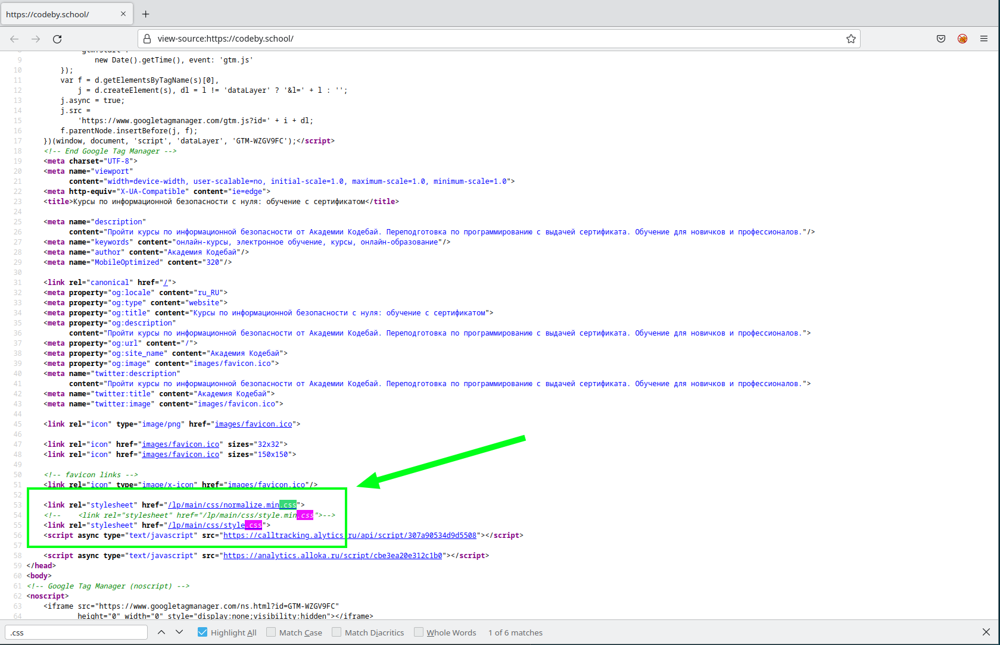 https://codeby.school/
view-source:https://codeby.school/
8 'gtm.start':
9 new Date().getTime(), event: 'gtm.js'
10 });
11 var f = d.getElementsByTagName(s)[0],
12 j = d.createElement(s), dl = l != 'dataLayer' ? '&l=' + l : '';
13 j.async = true;
14 j.src =
15 'https://www.googletagmanager.com/gtm.js?id=' + i + dl;
16 f.parentNode.insertBefore(j, f);
17 })(window, document, 'script', 'dataLayer', 'GTM-WZGV9FC');</script>
18 <!-- End Google Tag Manager -->
19 <meta charset="UTF-8">
20 <meta name="viewport"
21 content="width=device-width, user-scalable=no, initial-scale=1.0, maximum-scale=1.0, minimum-scale=1.0">
22 <meta http-equiv="X-UA-Compatible" content="ie=edge">
23 <title>Курсы по информационной безопасности с нуля: обучение с сертификатом</title>
24
25 <meta name="description"
26 content="Пройти курсы по информационной безопасности от Академии Кодебай. Переподготовка по программированию с выдачей сертификата. Обучение для новичков и профессионалов."/>
27 <meta name="keywords" content="онлайн-курсы, электронное обучение, курсы, онлайн-образование"/>
28 <meta name="author" content="Академия Кодебай"/>
29 <meta name="MobileOptimized" content="320"/>
30
31 <link rel="canonical" href="/">
32 <meta property="og:locale" content="ru_RU">
33 <meta property="og:type" content="website">
34 <meta property="og:title" content="Курсы по информационной безопасности с нуля: обучение с сертификатом">
35 <meta property="og:description"
36 content="Пройти курсы по информационной безопасности от Академии Кодебай. Переподготовка по программированию с выдачей сертификата. Обучение для новичков и профессионалов.">
37 <meta property="og:url" content="/">
38 <meta property="og:site_name" content="Академия Кодебай">
39 <meta property="og:image" content="images/favicon.ico">
40 <meta name="twitter:description"
41 content="Пройти курсы по информационной безопасности от Академии Кодебай. Переподготовка по программированию с выдачей сертификата. Обучение для новичков и профессионалов.">
42 <meta name="twitter:title" content="Академия Кодебай">
43 <meta name="twitter:image" content="images/favicon.ico">
44
45 <link rel="icon" type="image/png" href="images/favicon.ico">
46
47 <link rel="icon" href="images/favicon.ico" sizes="32x32">
48 <link rel="icon" href="images/favicon.ico" sizes="150x150">
49
50 <!-- favicon links -->
51 <link rel="icon" type="image/x-icon" href="images/favicon.ico"/>
52
53 <link rel="stylesheet" href="/lp/main/css/normalize.min.css">
54 <!-- <link rel="stylesheet" href="/lp/main/css/style.min.css">-->
55 <link rel="stylesheet" href="/lp/main/css/style.css">
56 <script async type="text/javascript" src="https://calltracking.alytics.ru/api/script/307a90534d9d5508"></script>
57
58 <script async type="text/javascript" src="https://analytics.alloka.ru/script/cbe3ea20e312c1b0"></script>
59 </head>
60 <body>
61 <!-- Google Tag Manager (noscript) -->
62 <noscript>
63 <iframe src="https://www.googletagmanager.com/ns.html?id=GTM-WZGV9FC"
64 height="0" width="0" style="display:none;visibility:hidden"></iframe>
.css Highlight All Match Case Match Diacritics Whole Words 1 of 6 matches